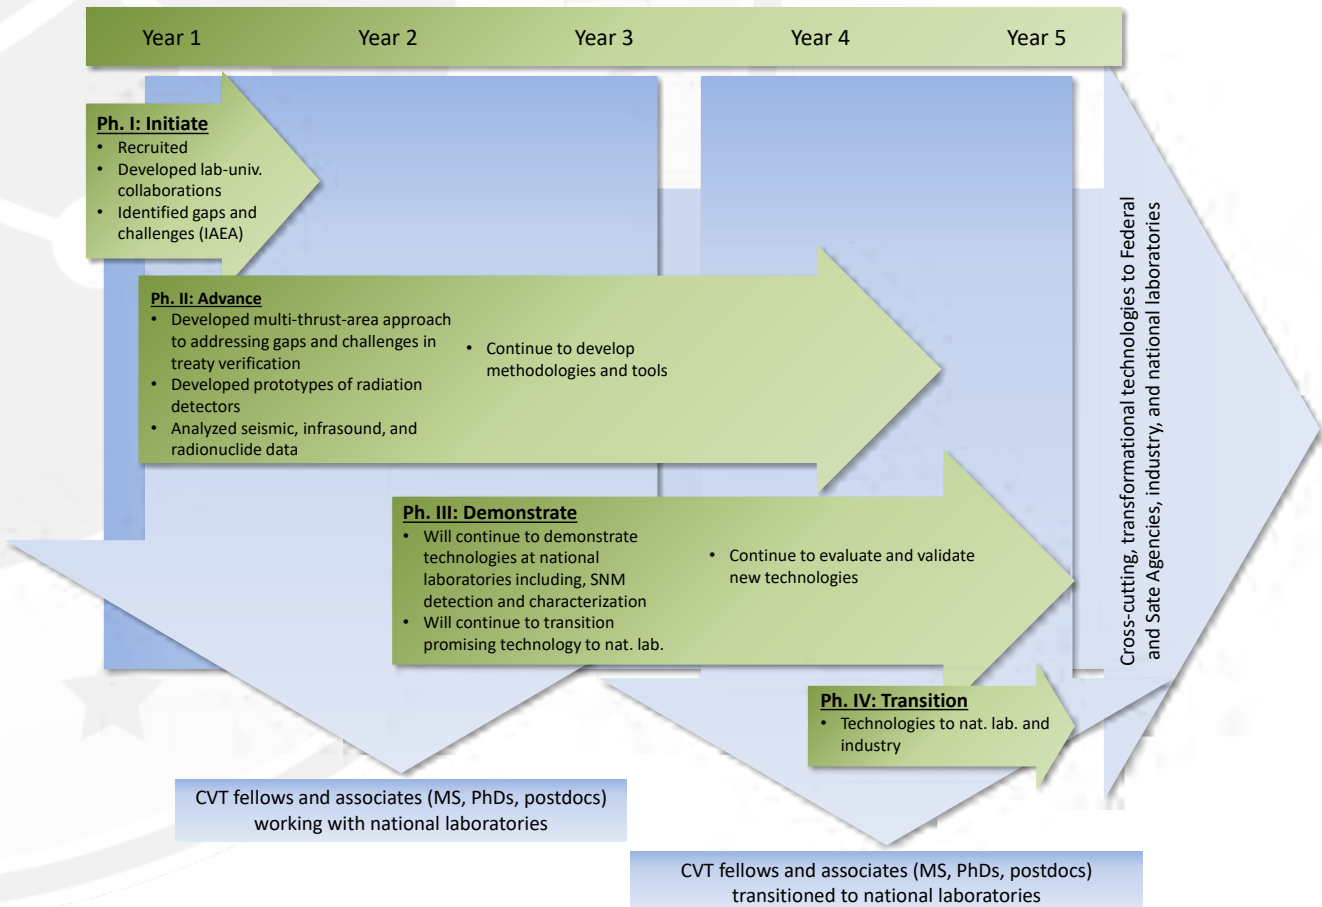 Year 1 Year 2 Year 3 Year 4 Year 5
Ph. I: Initiate
• Recruited
• Developed lab-univ.
collaborations
• Identified gaps and
challenges (IAEA)
Ph. II: Advance
• Developed multi-thrust-area approach
to addressing gaps and challenges in
treaty verification
• Developed prototypes of radiation
detectors
• Analyzed seismic, infrasound, and
radionuclide data
• Continue to develop
methodologies and tools
Ph. III: Demonstrate
• Will continue to demonstrate
technologies at national
laboratories including, SNM
detection and characterization
• Will continue to transition
promising technology to nat. lab.
• Continue to evaluate and validate
new technologies
Ph. IV: Transition
• Technologies to nat. lab. and
industry
Cross-cutting, transformational technologies to Federal
and Sate Agencies, industry, and national laboratories
CVT fellows and associates (MS, PhDs, postdocs)
working with national laboratories
CVT fellows and associates (MS, PhDs, postdocs)
transitioned to national laboratories